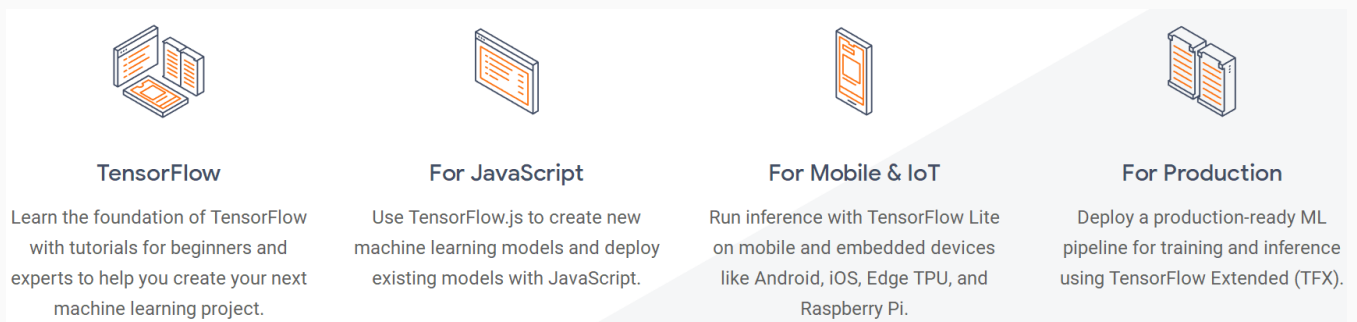 TensorFlow
Learn the foundation of TensorFlow
with tutorials for beginners and
experts to help you create your next
machine learning project.
For JavaScript
Use TensorFlow.js to create new
machine learning models and deploy
existing models with JavaScript.
For Mobile & IoT
Run inference with TensorFlow Lite
on mobile and embedded devices
like Android, iOS, Edge TPU, and
Raspberry Pi.
For Production
Deploy a production-ready ML
pipeline for training and inference
using TensorFlow Extended (TFX).